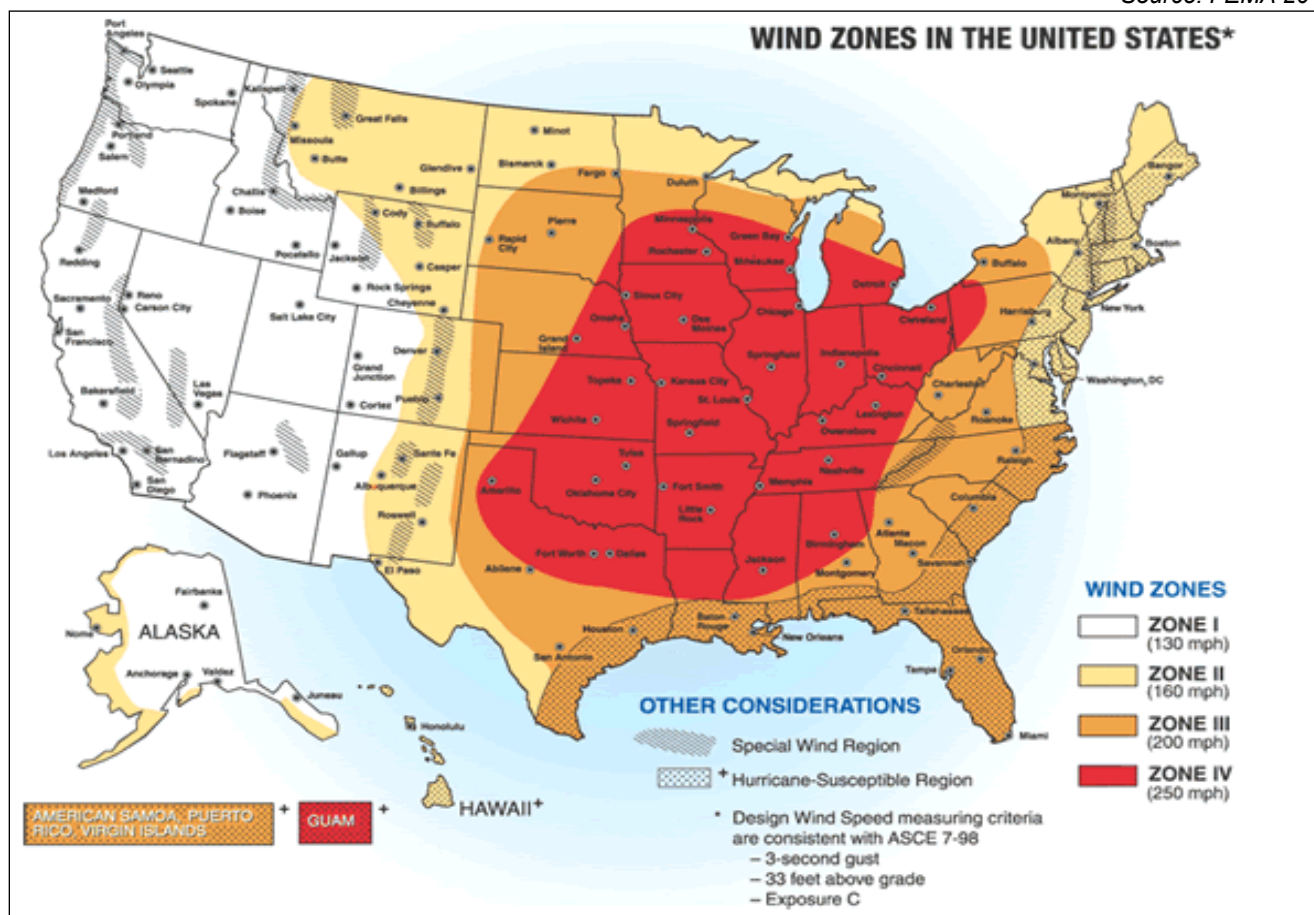 Source: FEMA 20
WIND ZONES IN THE UNITED STATES*
Port
Angeles
Seattle
Olympia
Spokane
Kalispell
Great Falls
Missoula
Butte
Glendive
Billings
Minot
Bismarck
Fargo
Duluth
Portland
Salem
Medford
Challis
Boise
Pocatello
Cody
Buffalo
Jackson
Casper
Rock Springs
Cheyenne
Rapid
City
Pierre
Minneapolis
Rochester
Green Bay
Milwaukee
Bangor
Montpelier
Albany
Boston
Buffalo
Detroit
Redding
Sacramento
San
Francisco
Reno
Carson City
Salt Lake City
Grand
Junction
Cortez
Denver
Pueblo
Sioux City
Omaha
Des
Moines
Grand
Island
Chicago
Cleveland
Harrisburg
New York
Washington, DC
Bakersfield
Las
Vegas
Los Angeles
San
Bernadino
San
Diego
Flagstaff
Phoenix
Gallup
Santa Fe
Albuquerque
Roswell
El Paso
Topeka
Kansas City
Wichita
Springfield
St. Louis
Springfield
Indianapolis
Cincinnati
Charleston
Lexington
Owensboro
Roanoke
Raleigh
Amarillo
Tulsa
Oklahoma City
Fort Smith
Little
Rock
Memphis
Nashville
Columbia
Atlanta
Macon
Savannah
Birmingham
Montgomery
Jackson
Fort Worth
Dallas
Abilene
Houston
San Antonio
Baton
Rouge
New Orleans
Tallahassee
Orlando
Tampa
Miami
Fairbanks
Nome
ALASKA
Anchorage
Valdez
Juneau
Honolulu
HAWAII+
AMERICAN SAMOA, PUERTO
RICO, VIRGIN ISLANDS
+
GUAM
+
WIND ZONES
ZONE I
(130 mph)
ZONE II
(160 mph)
ZONE III
(200 mph)
ZONE IV
(250 mph)
OTHER CONSIDERATIONS
Special Wind Region
+ Hurricane-Susceptible Region
* Design Wind Speed measuring criteria
are consistent with ASCE 7-98
– 3-second gust
– 33 feet above grade
– Exposure C